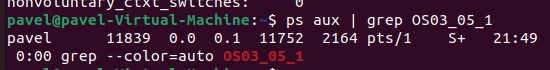 nonvoluntary_ctxt_switches:     0
pavel@pavel-Virtual-Machine:~$ ps aux | grep OS03_05_1
pavel      11839  0.0  0.1  11752  2164 pts/1    S+   21:49
 0:00 grep --color=auto OS03_05_1